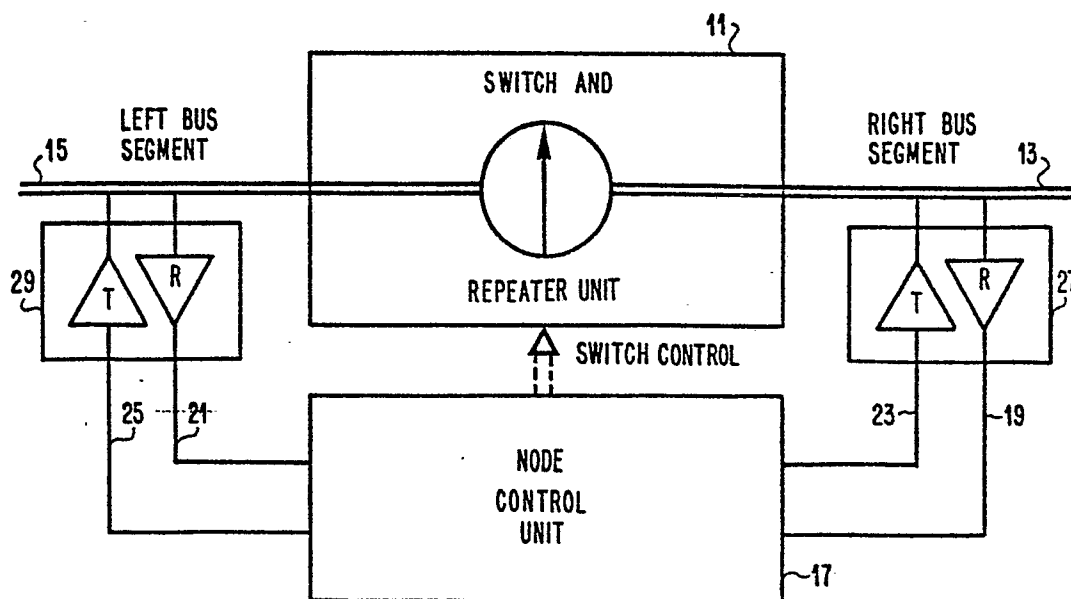 11
SWITCH AND
LEFT BUS
SEGMENT
15
RIGHT BUS
SEGMENT
13
29
T
R
REPEATER UNIT
T
R
27
SWITCH CONTROL
25
21
23
19
NODE
CONTROL
UNIT
17